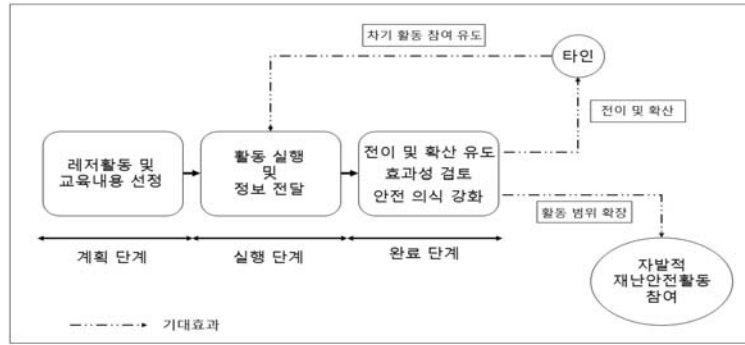 차기 활동 참여 유도
타인
전이 및 확산
레저활동 및
교육내용 선정
활동 실행
및
정보 전달
전이 및 확산 유도
효과성 검토
안전 의식 강화
활동 범위 확장
계획 단계
실행 단계
완료 단계
자발적
재난안전활동
참여
기대효과